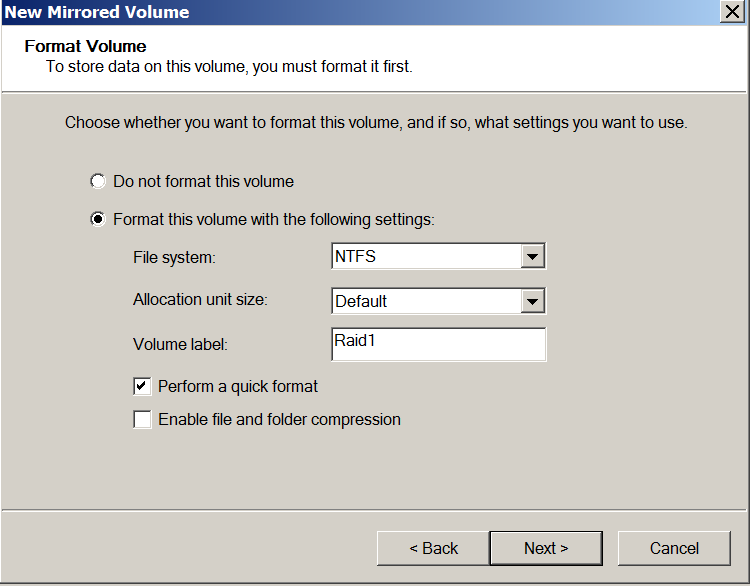 New Mirrored Volume
Format Volume
To store data on this volume, you must format it first.
Choose whether you want to format this volume, and if so, what settings you want to use.
Do not format this volume
Format this volume with the following settings:
File system: NTFS
Allocation unit size: Default
Volume label: Raid1
Perform a quick format
Enable file and folder compression
< Back Next > Cancel